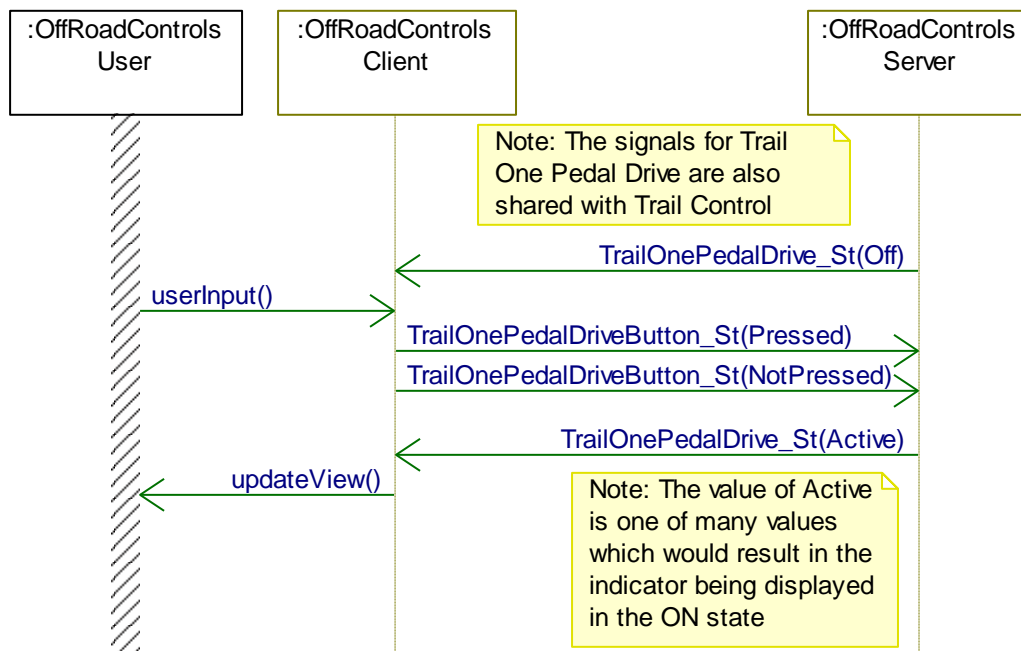 :OffRoadControls
User
:OffRoadControls
Client
:OffRoadControls
Server
Note: The signals for Trail
One Pedal Drive are also
shared with Trail Control
TrailOnePedalDrive_St(Off)
userInput()
TrailOnePedalDriveButton_St(Pressed)
TrailOnePedalDriveButton_St(NotPressed)
TrailOnePedalDrive_St(Active)
updateView()
Note: The value of Active
is one of many values
which would result in the
indicator being displayed
in the ON state